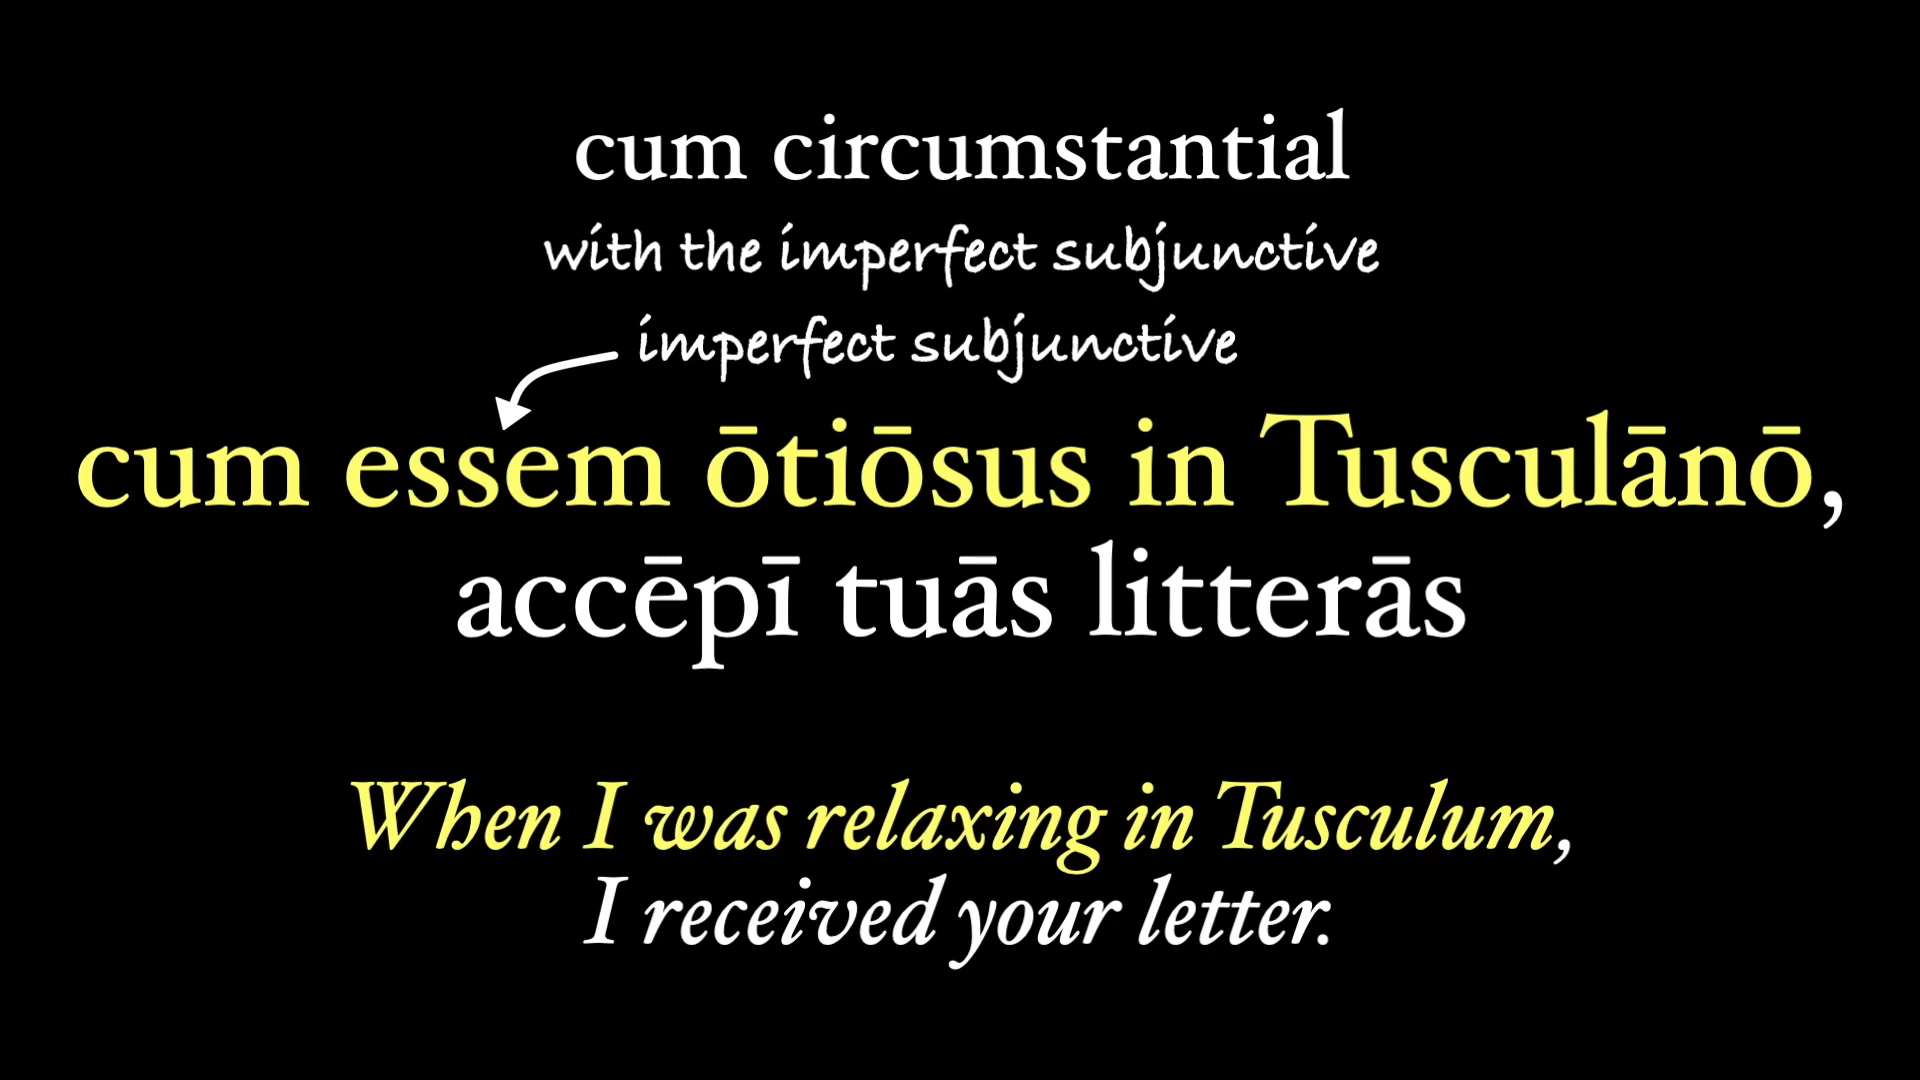 cum circumstantial
with the imperfect subjunctive
imperfect subjunctive
cum essem ōtiōsus in Tusculānō,
accēpī tuās litterās
When I was relaxing in Tusculum,
I received your letter.